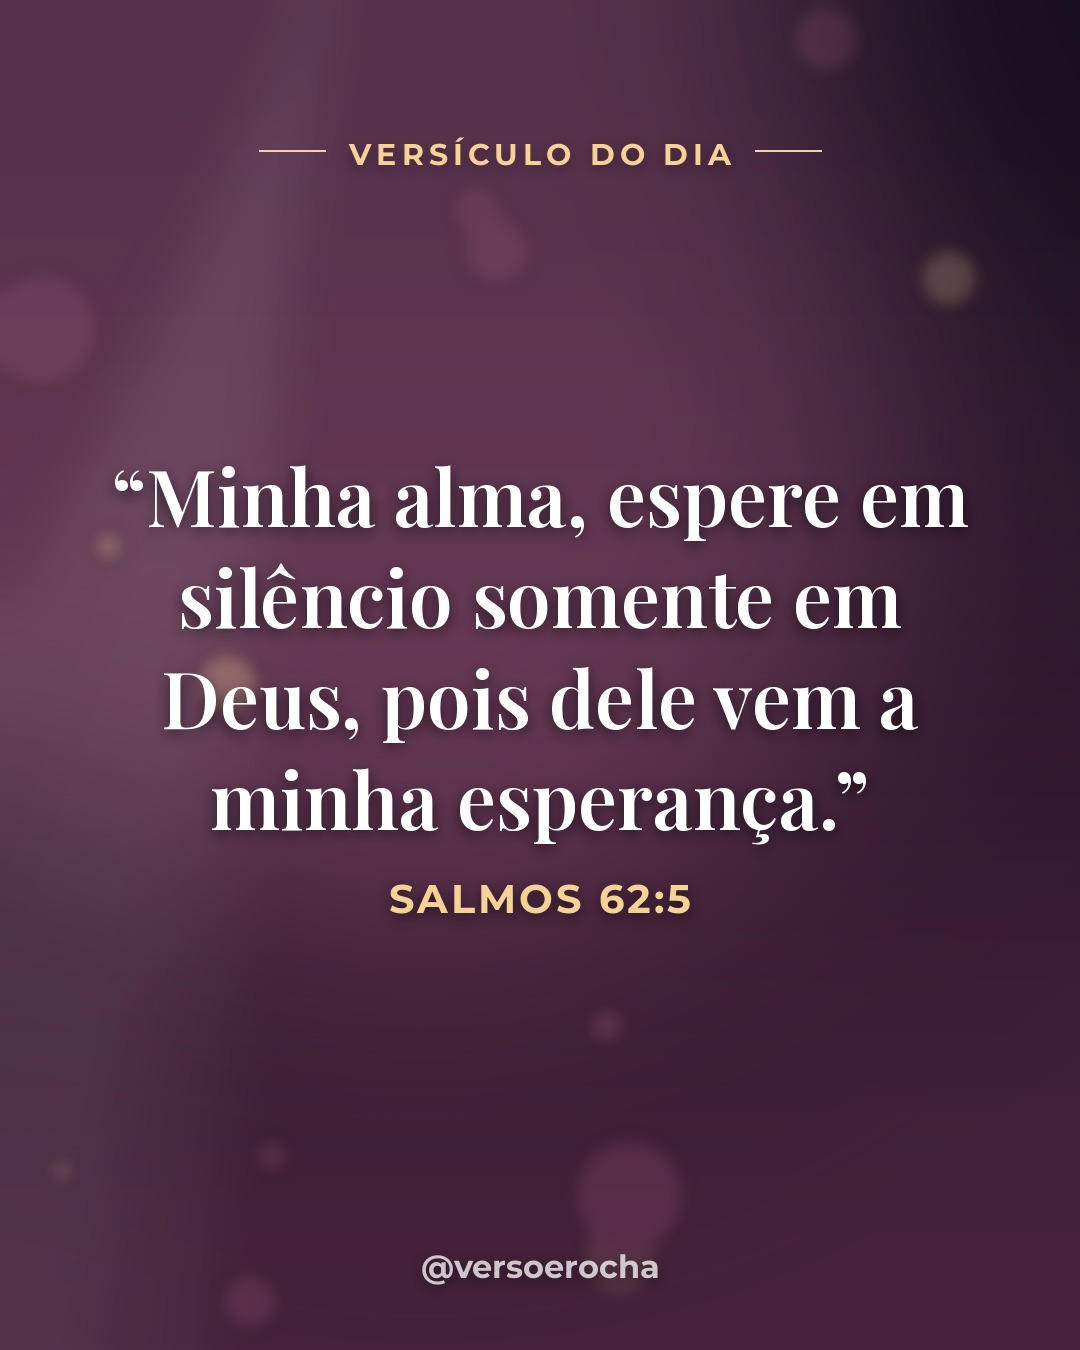 VERSÍCULO DO DIA
“Minha alma, espere em
silêncio somente em
Deus, pois dele vem a
minha esperança.”
SALMOS 62:5
@versoerocha